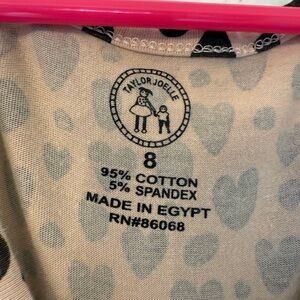 TAYLOR JOELLE
8
95% COTTON
5% SPANDEX
MADE IN EGYPT
RN#86068